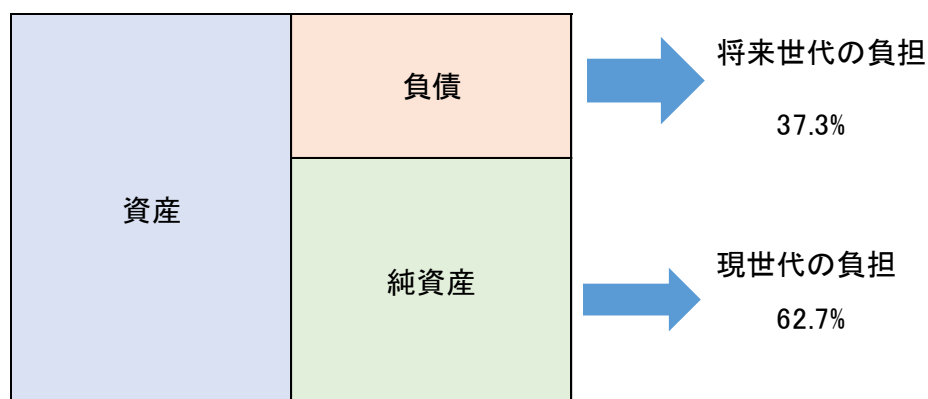 資産
負債
純資産
将来世代の負担
37.3%
現世代の負担
62.7%